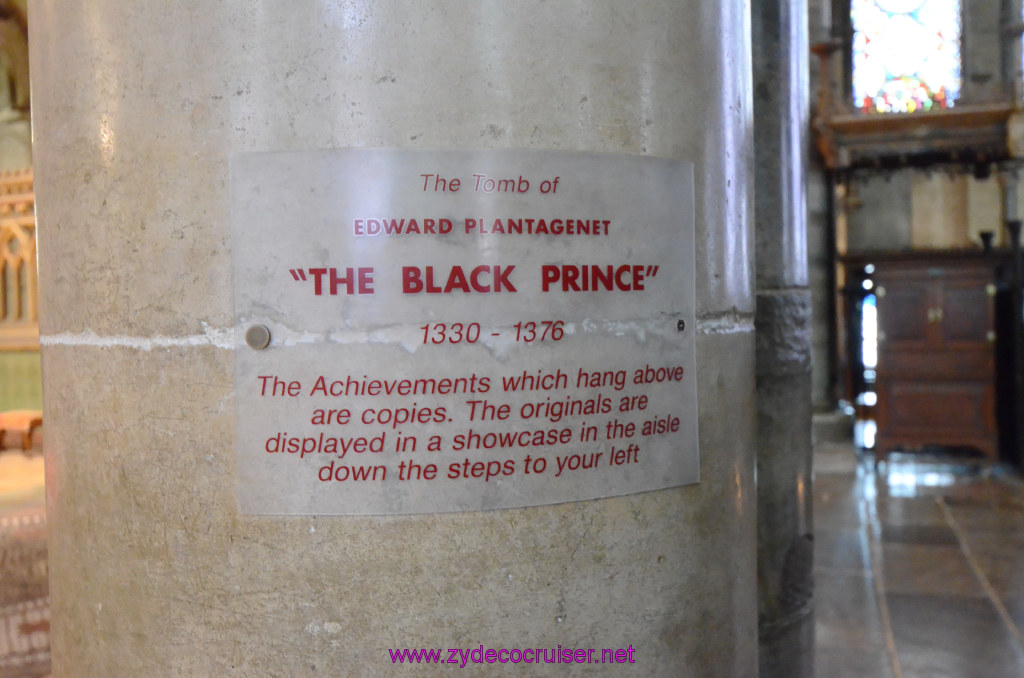 The Tomb of
EDWARD PLANTAGENET
"THE BLACK PRINCE"
1330 - 1376
The Achievements which hang above
are copies. The originals are
displayed in a showcase in the aisle
down the steps to your left
www.zydecocruiser.net